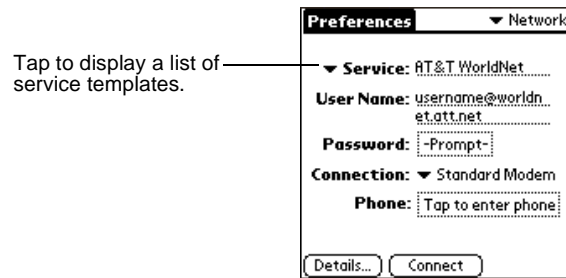 Preferences ▼ Network
Tap to display a list of
service templates.
▼ Service: AT&T WorldNet
User Name: username@worldn
et.att.net
Password: -Prompt-
Connection: ▼ Standard Modem
Phone: Tap to enter phone
Details... Connect